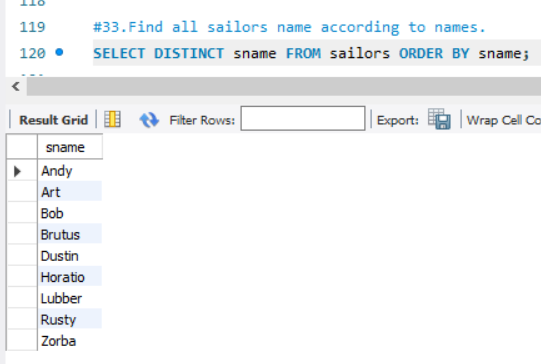 118
119 #33.Find all sailors name according to names.
120 SELECT DISTINCT sname FROM sailors ORDER BY sname;
Result Grid Filter Rows: Export: Wrap Cell Co
sname
Andy
Art
Bob
Brutus
Dustin
Horatio
Lubber
Rusty
Zorba